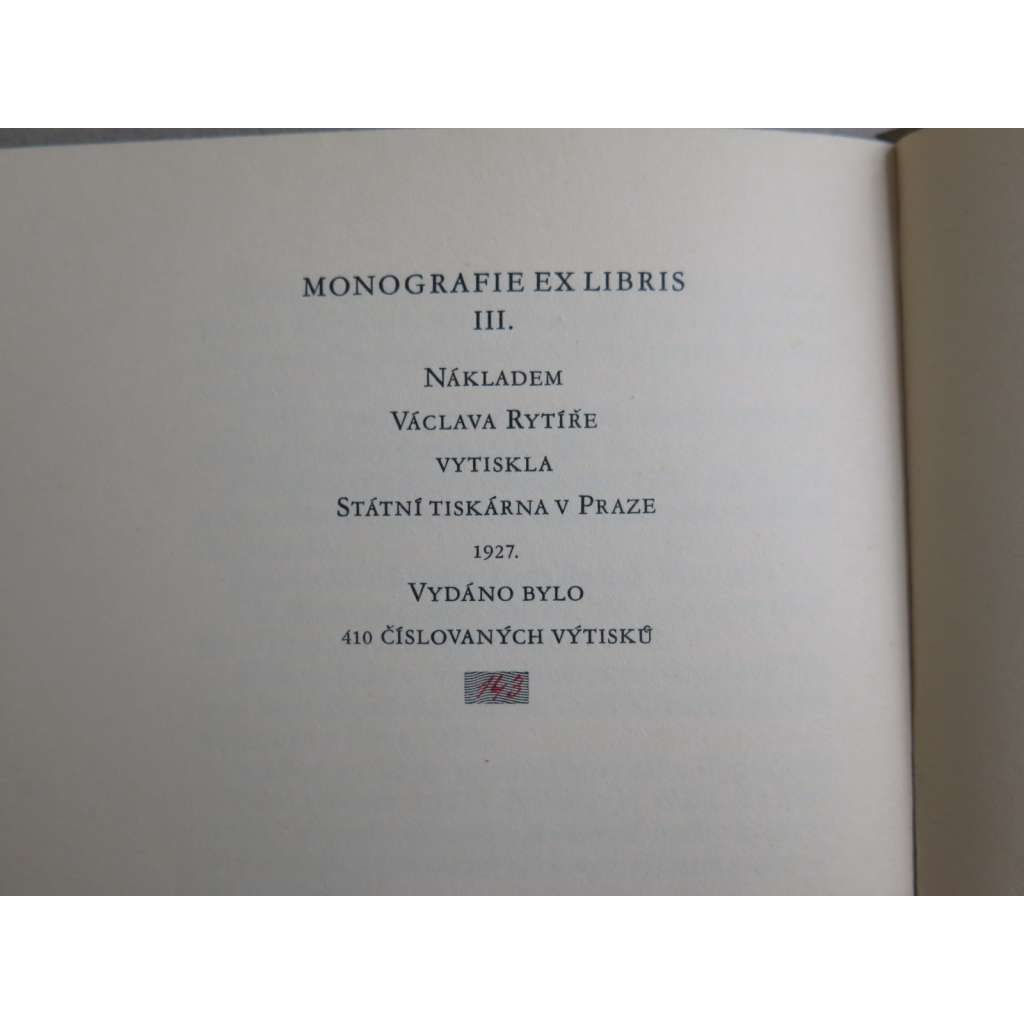 MONOGRAFIE EX LIBRIS
III.
NÁKLADEM
VÁCLAVA RYTÍŘE
VYTISKLA
STÁTNÍ TISKÁRNA V PRAZE
1927.
VYDÁNO BYLO
410 ČÍSLOVANÝCH VÝTISKŮ
143